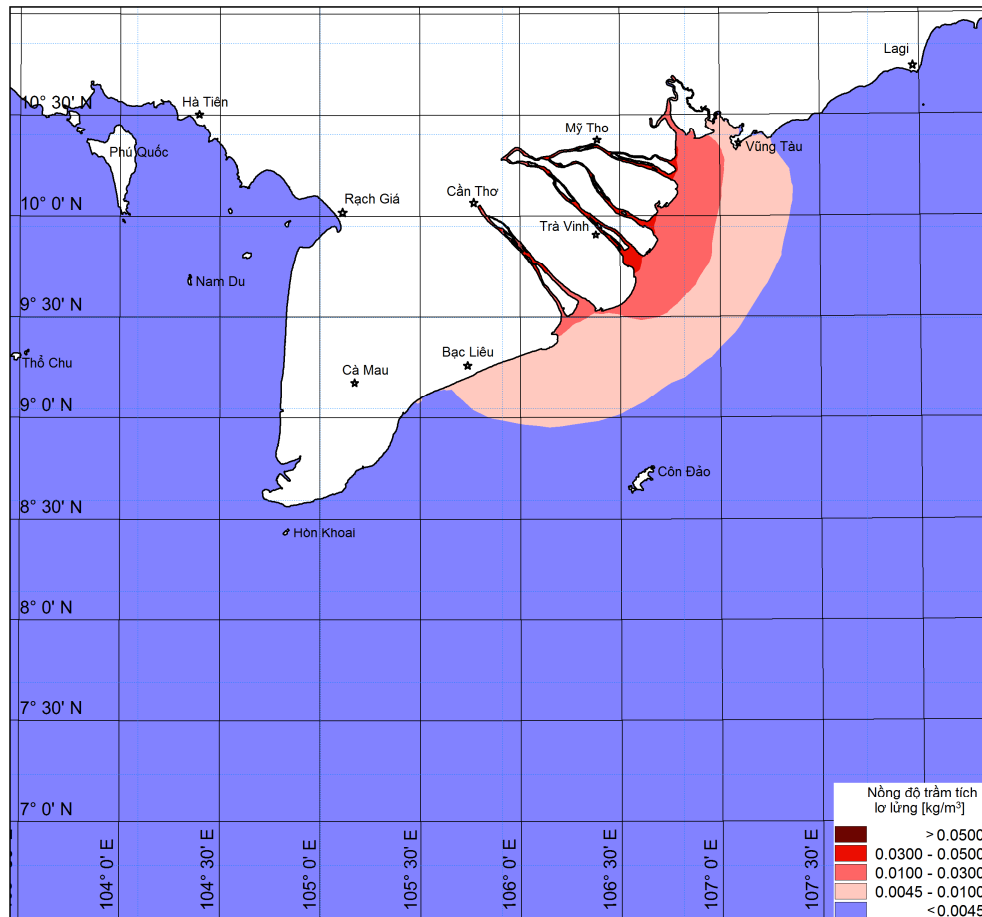 Lagi
10° 30' N
Hà Tiên
Mỹ Tho
Vũng Tàu
Phú Quốc
Cần Thơ
Rạch Giá
10° 0' N
Trà Vinh
Nam Du
9° 30' N
Bạc Liêu
Thổ Chu
Cà Mau
9° 0' N
Côn Đảo
8° 30' N
Hòn Khoai
8° 0' N
7° 30' N
7° 0' N
Nồng độ trầm tích
lơ lửng [kg/m³]
> 0.0500
0.0300 - 0.0500
0.0100 - 0.0300
0.0045 - 0.0100
< 0.0045
104° 0' E
104° 30' E
105° 0' E
105° 30' E
106° 0' E
106° 30' E
107° 0' E
107° 30' E